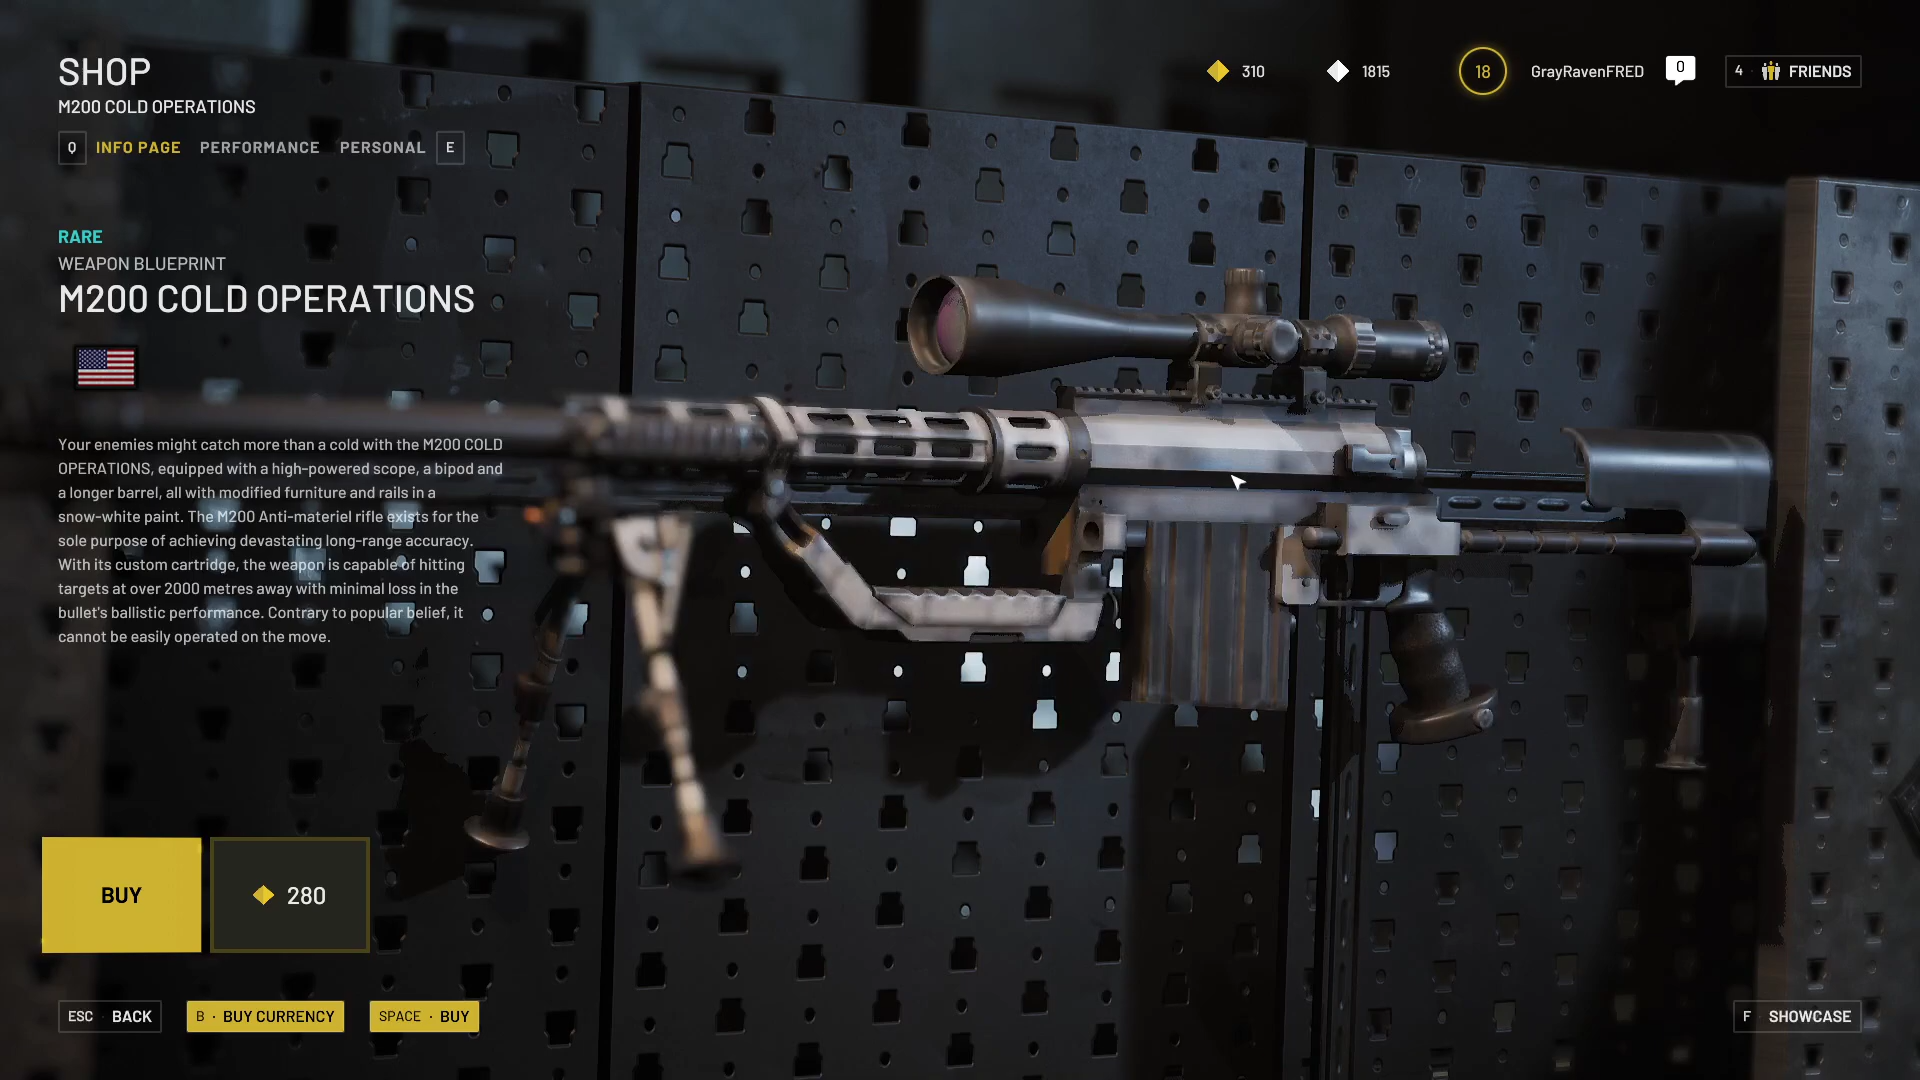 SHOP
M200 COLD OPERATIONS
Q INFO PAGE PERFORMANCE PERSONAL E
310 1815 18 GrayRavenFRED 0 4 · FRIENDS
RARE
WEAPON BLUEPRINT
M200 COLD OPERATIONS
Your enemies might catch more than a cold with the M200 COLD
OPERATIONS, equipped with a high-powered scope, a bipod and
a longer barrel, all with modified furniture and rails in a
snow-white paint. The M200 Anti-materiel rifle exists for the
sole purpose of achieving devastating long-range accuracy.
With its custom cartridge, the weapon is capable of hitting
targets at over 2000 metres away with minimal loss in the
bullet's ballistic performance. Contrary to popular belief, it
cannot be easily operated on the move.
BUY 280
ESC · BACK B · BUY CURRENCY SPACE · BUY F · SHOWCASE